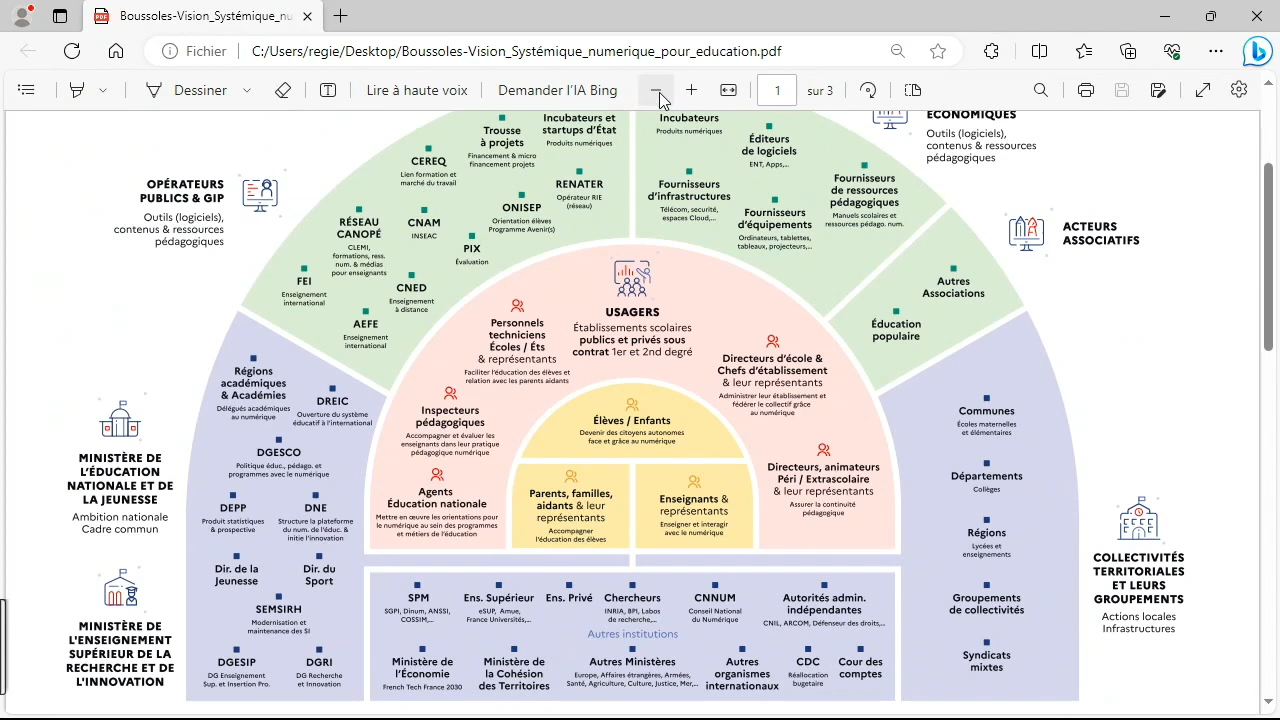 Boussoles-Vision_Systémique_nu
Fichier
C:/Users/regie/Desktop/Boussoles-Vision_Systémique_numérique_pour_education.pdf
Dessiner
Lire à haute voix
Demander l'IA Bing
1
sur 3
OPÉRATEURS
PUBLICS & GIP
Outils (logiciels),
contenus & ressources
pédagogiques
MINISTÈRE DE
L'ÉDUCATION
NATIONALE ET DE
LA JEUNESSE
Ambition nationale
Cadre commun
MINISTÈRE DE
L'ENSEIGNEMENT
SUPÉRIEUR DE LA
RECHERCHE ET DE
L'INNOVATION
Trousse
à projets
Financement & micro
financement projets
Incubateurs et
startups d'État
Produits numériques
CEREQ
Lien formation et
marché du travail
RENATER
Opérateur RIE
(réseau)
ONISEP
Orientation élèves
Programme Avenir(s)
RÉSEAU
CANOPÉ
CLEMI,
formations, ress.
num. & médias
pour enseignants
CNAM
INSEAC
PIX
Évaluation
FEI
Enseignement
international
CNED
Enseignement
à distance
AEFE
Enseignement
international
Incubateurs
Produits numériques
Éditeurs
de logiciels
ENT, Apps,...
Fournisseurs
d'infrastructures
Télécom, securité,
espaces Cloud,...
Fournisseurs
de ressources
pédagogiques
Manuels scolaires et
ressources pédago. num.
Fournisseurs
d'équipements
Ordinateurs, tablettes,
tableaux, projecteurs,...
ÉCONOMIQUES
Outils (logiciels),
contenus & ressources
pédagogiques
ACTEURS
ASSOCIATIFS
Autres
Associations
Éducation
populaire
USAGERS
Établissements scolaires
publics et privés sous
contrat 1er et 2nd degré
Personnels
techniciens
Écoles / Éts
& représentants
Faciliter l'éducation des élèves et
relation avec les parents aidants
Directeurs d'école &
Chefs d'établissement
& leur représentants
Administrer leur établissement et
fédérer le collectif grâce
au numérique
Inspecteurs
pédagogiques
Accompagner et évaluer les
enseignants dans leur pratique
pédagogique numérique
Agents
Éducation nationale
Mettre en œuvre les orientations pour
le numérique au sein des programmes
et métiers de l'éducation
Directeurs, animateurs
Péri / Extrascolaire
& leur représentants
Assurer la continuité
pédagogique
Élèves / Enfants
Devenir des citoyens autonomes
face et grâce au numérique
Parents, familles,
aidants & leur
représentants
Accompagner
l'éducation des élèves
Enseignants &
représentants
Enseigner et interagir
avec le numérique
Régions
académiques
& Académies
Délégués académiques
au numérique
DREIC
Ouverture du système
éducatif à l'international
DGESCO
Politique éduc., pédago. et
programmes avec le numérique
DEPP
Produit statistiques
& prospective
DNE
Structure la plateforme
du num. de l'éduc. &
initie l'innovation
Dir. de la
Jeunesse
Dir. du
Sport
SEMSIRH
Modernisation et
maintenance des SI
DGESIP
DG Enseignement
Sup. et Insertion Pro.
DGRI
DG Recherche
et Innovation
SPM
SGPI, Dinum, ANSSI,
COSSIM,...
Ens. Supérieur
eSUP, Amue,
France Universités,...
Ens. Privé
Chercheurs
INRIA, BPI, Labos
de recherche,...
CNNUM
Conseil National
du Numérique
Autorités admin.
indépendantes
CNIL, ARCOM, Défenseur des droits,...
Autres institutions
Ministère de
l'Économie
French Tech France 2030
Ministère de
la Cohésion
des Territoires
Autres Ministères
Europe, Affaires étrangères, Armées,
Santé, Agriculture, Culture, Justice, Mer,...
Autres
organismes
internationaux
CDC
Réallocation
bugetaire
Cour des
comptes
Communes
Écoles maternelles
et élémentaires
Départements
Collèges
Régions
Lycées et
enseignements
Groupements
de collectivités
Syndicats
mixtes
COLLECTIVITÉS
TERRITORIALES
ET LEURS
GROUPEMENTS
Actions locales
Infrastructures